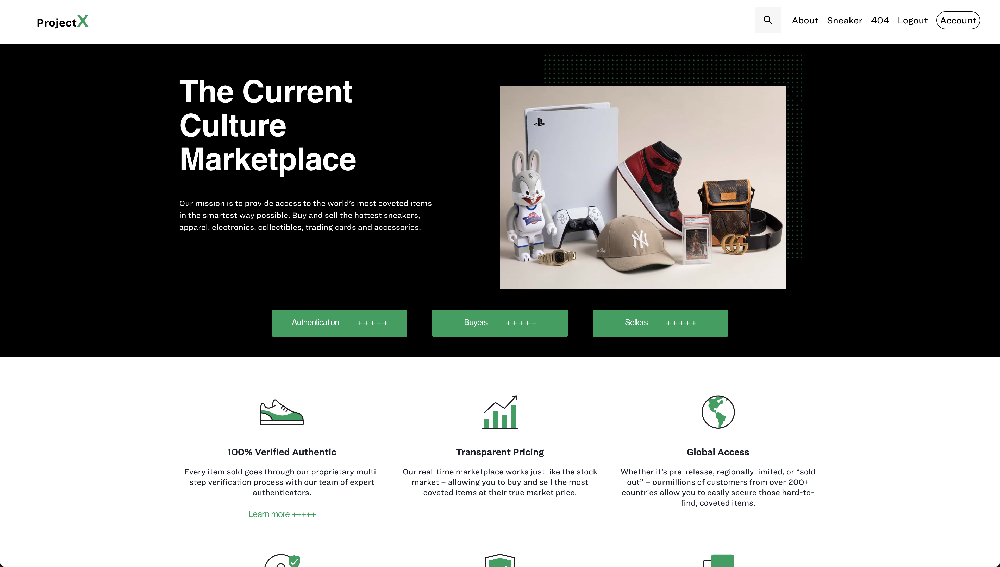 ProjectX
About Sneaker 404 Logout Account
The Current
Culture
Marketplace
Our mission is to provide access to the world’s most coveted items
in the smartest way possible. Buy and sell the hottest sneakers,
apparel, electronics, collectibles, trading cards and accessories.
NY
Authentication +++++
Buyers +++++
Sellers +++++
100% Verified Authentic
Every item sold goes through our proprietary multi-
step verification process with our team of expert
authenticators.
Learn more +++++
Transparent Pricing
Our real-time marketplace works just like the stock
market – allowing you to buy and sell the most
coveted items at their true market price.
Global Access
Whether it’s pre-release, regionally limited, or “sold
out” – ourmillions of customers from over 200+
countries allow you to easily secure those hard-to-
find, coveted items.